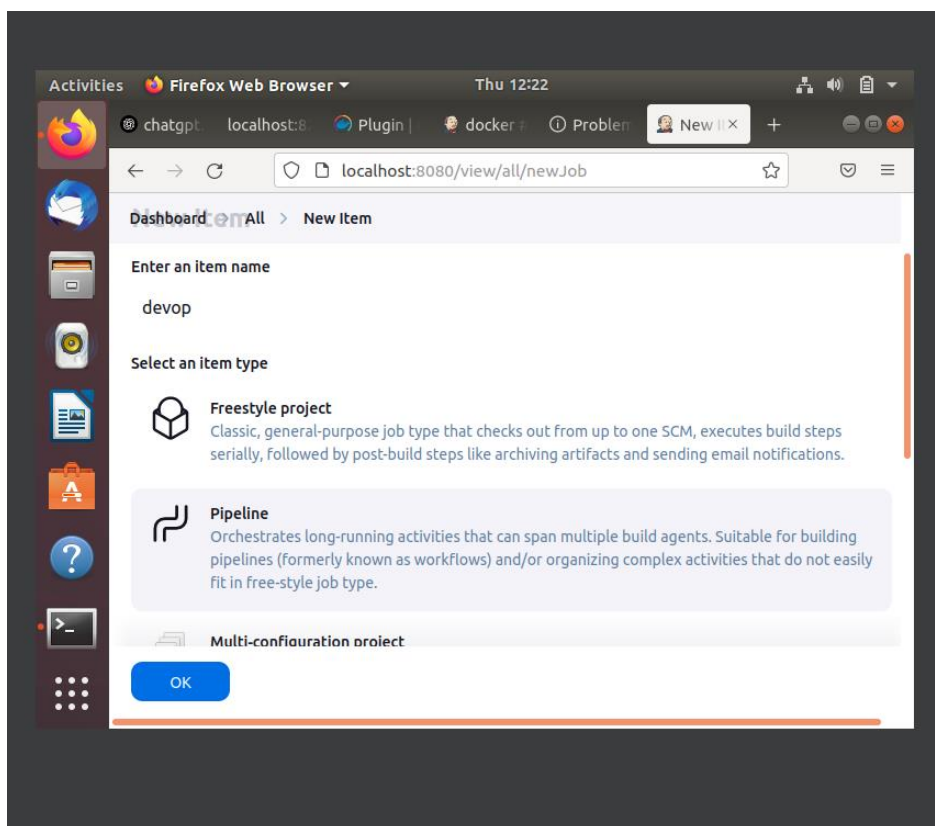 Activities Firefox Web Browser Thu 12:22
chatgpt. localhost:8 Plugin | docker # Problem New I
localhost:8080/view/all/newJob
Dashboard > All > New Item
Enter an item name
devop
Select an item type
Freestyle project
Classic, general-purpose job type that checks out from up to one SCM, executes build steps
serially, followed by post-build steps like archiving artifacts and sending email notifications.
Pipeline
Orchestrates long-running activities that can span multiple build agents. Suitable for building
pipelines (formerly known as workflows) and/or organizing complex activities that do not easily
fit in free-style job type.
Multi-configuration project
OK